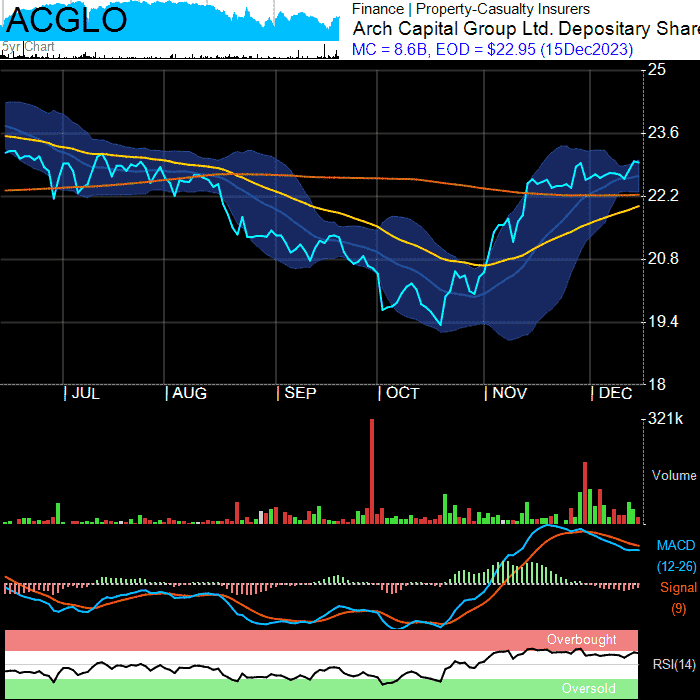 ACGLO
5yr Chart
Finance | Property-Casualty Insurers
Arch Capital Group Ltd. Depositary Share
MC = 8.6B, EOD = $22.95 (15Dec2023)
25
23.6
22.2
20.8
19.4
18
| JUL | AUG | SEP | OCT | NOV | DEC
321k
Volume
MACD
(12-26)
Signal
(9)
Overbought
RSI(14)
Oversold